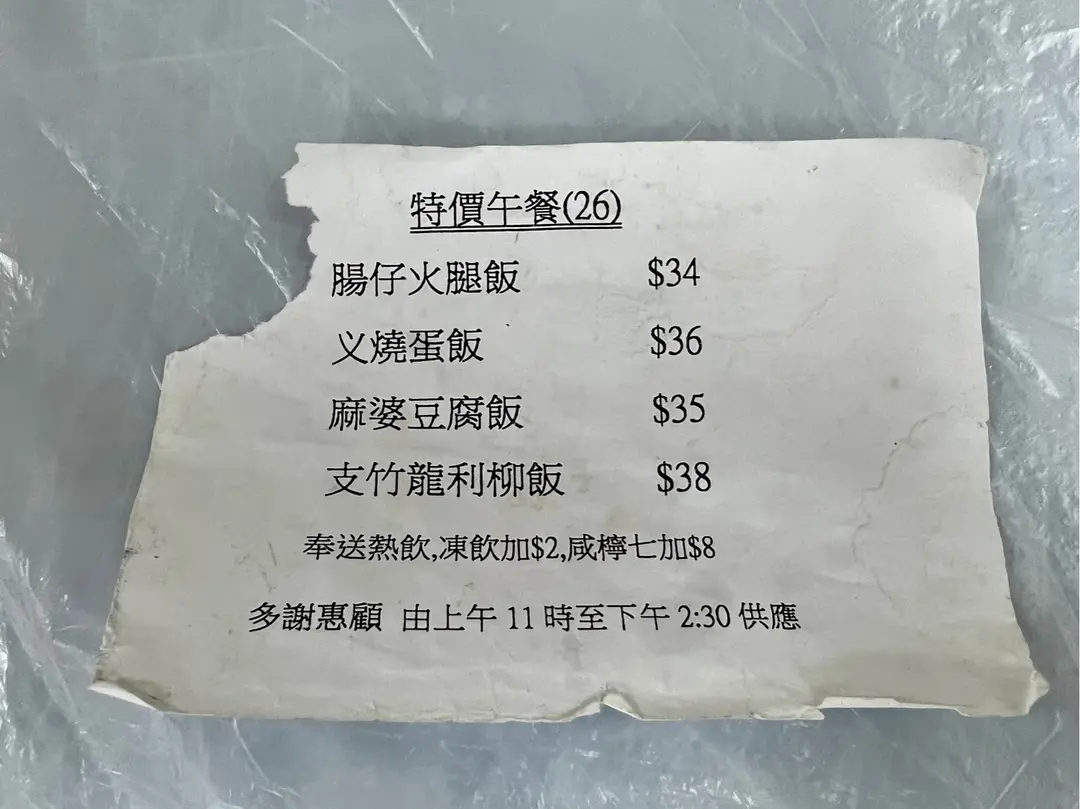 特價午餐(26)
腸仔火腿飯 $34
义燒蛋飯 $36
麻婆豆腐飯 $35
支竹龍利柳飯 $38
奉送熱飲,凍飲加$2,咸檸七加$8
多謝惠顧 由上午 11 時至下午 2:30 供應